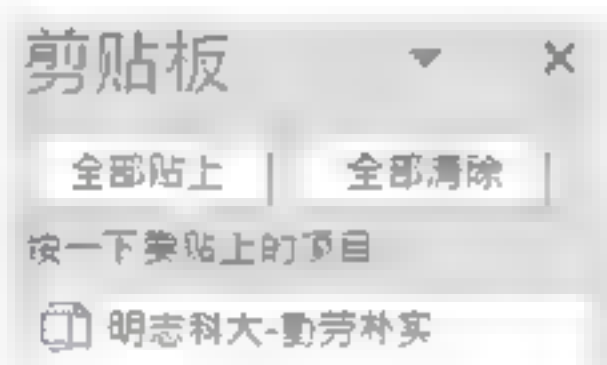 剪贴板
全部贴上 全部清除
按一下要贴上的项目
明志科大-勤劳朴实